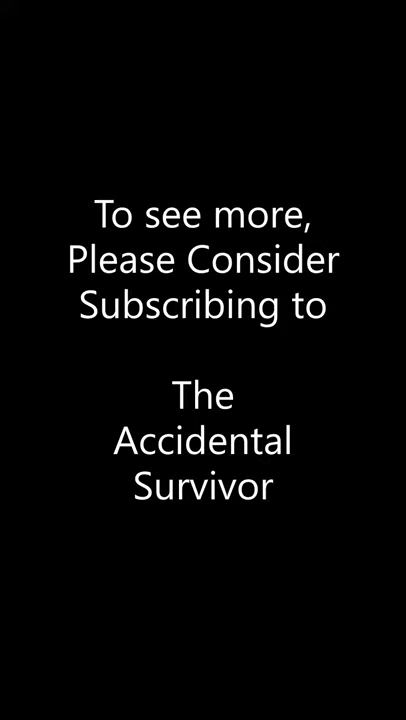 To see more,
Please Consider
Subscribing to
The
Accidental
Survivor